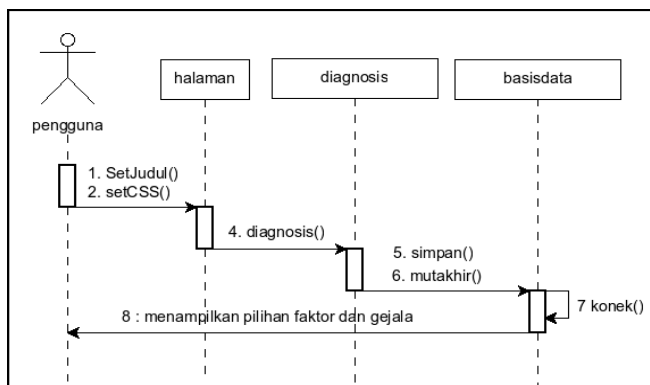 halaman
diagnosis
basisdata
pengguna
1. SetJudul()
2. setCSS()
4. diagnosis()
5. simpan()
6. mutakhir()
7 konek()
8 : menampilkan pilihan faktor dan gejala